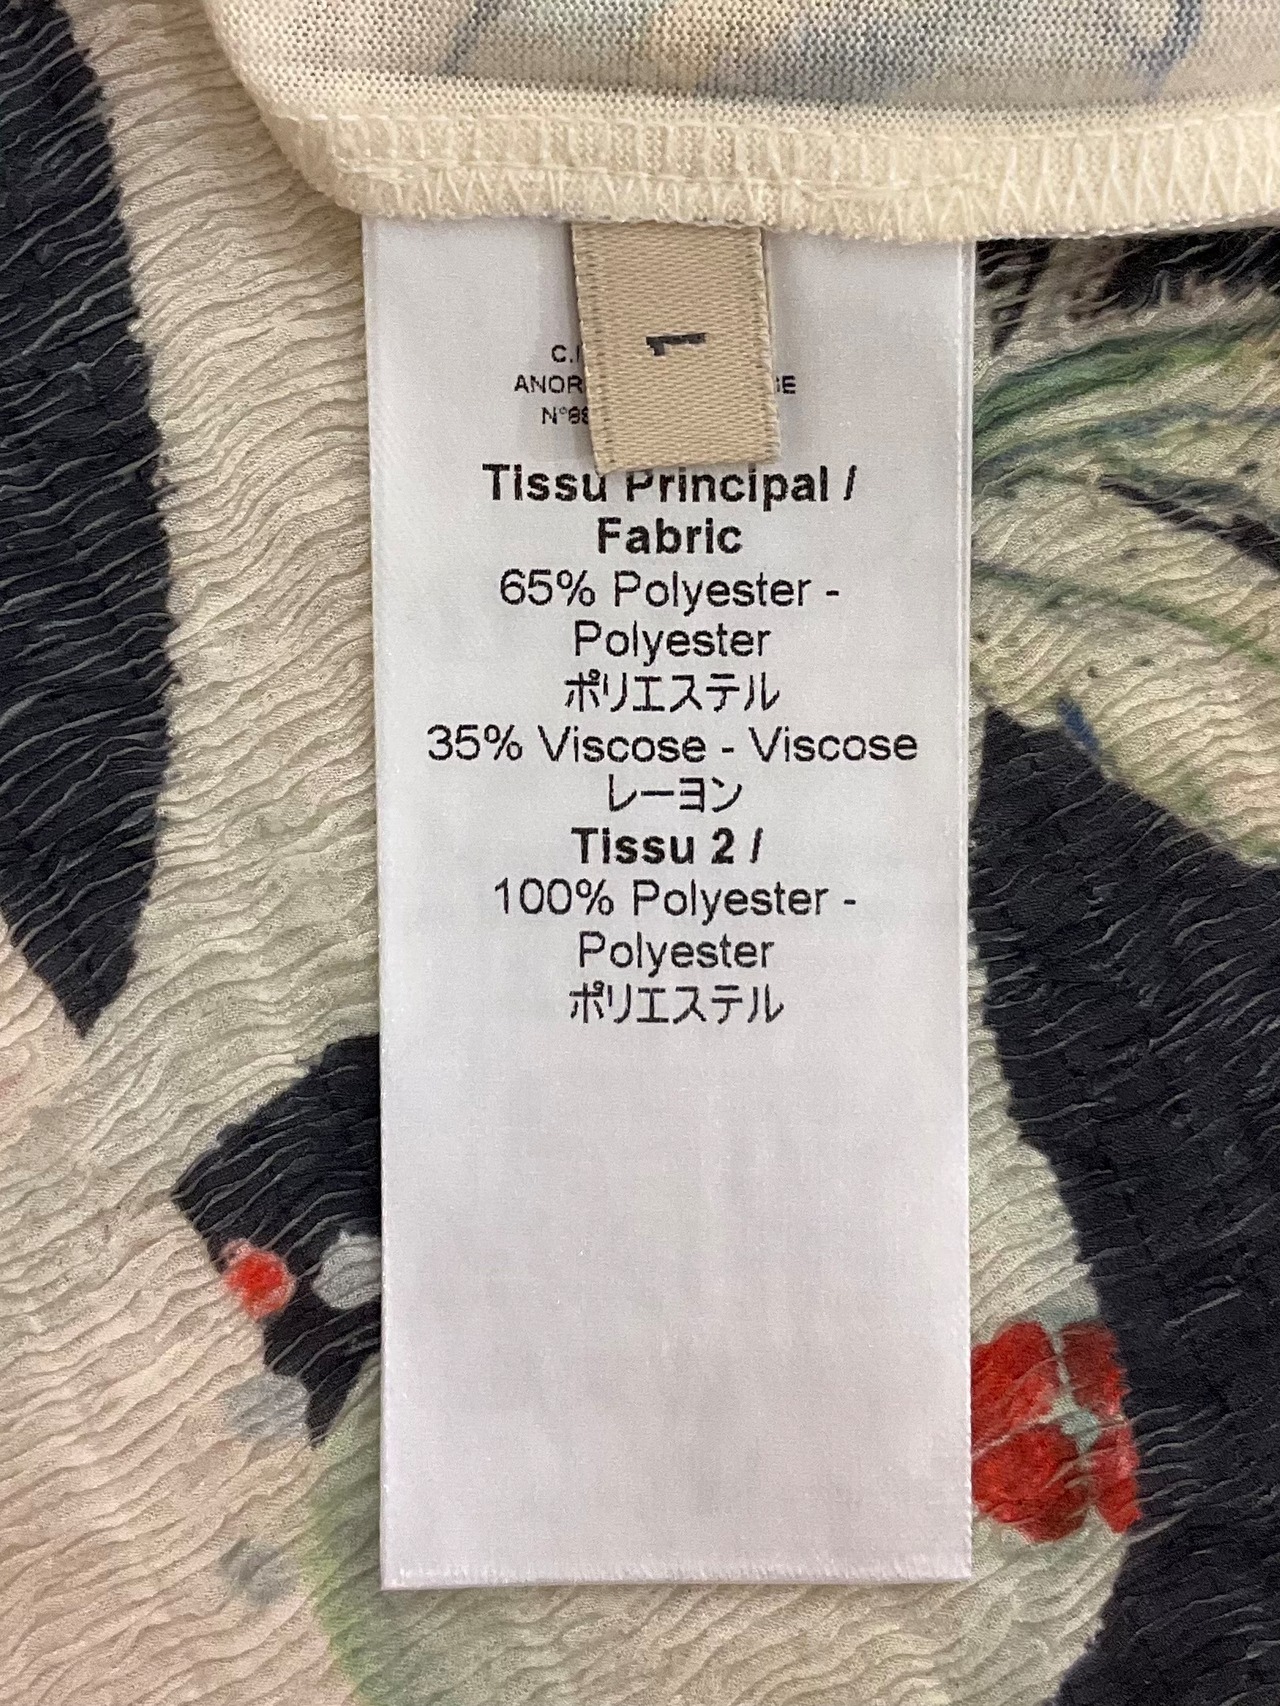 1
Tissu Principal /
Fabric
65% Polyester -
Polyester
ポリエステル
35% Viscose - Viscose
レーヨン
Tissu 2 /
100% Polyester -
Polyester
ポリエステル